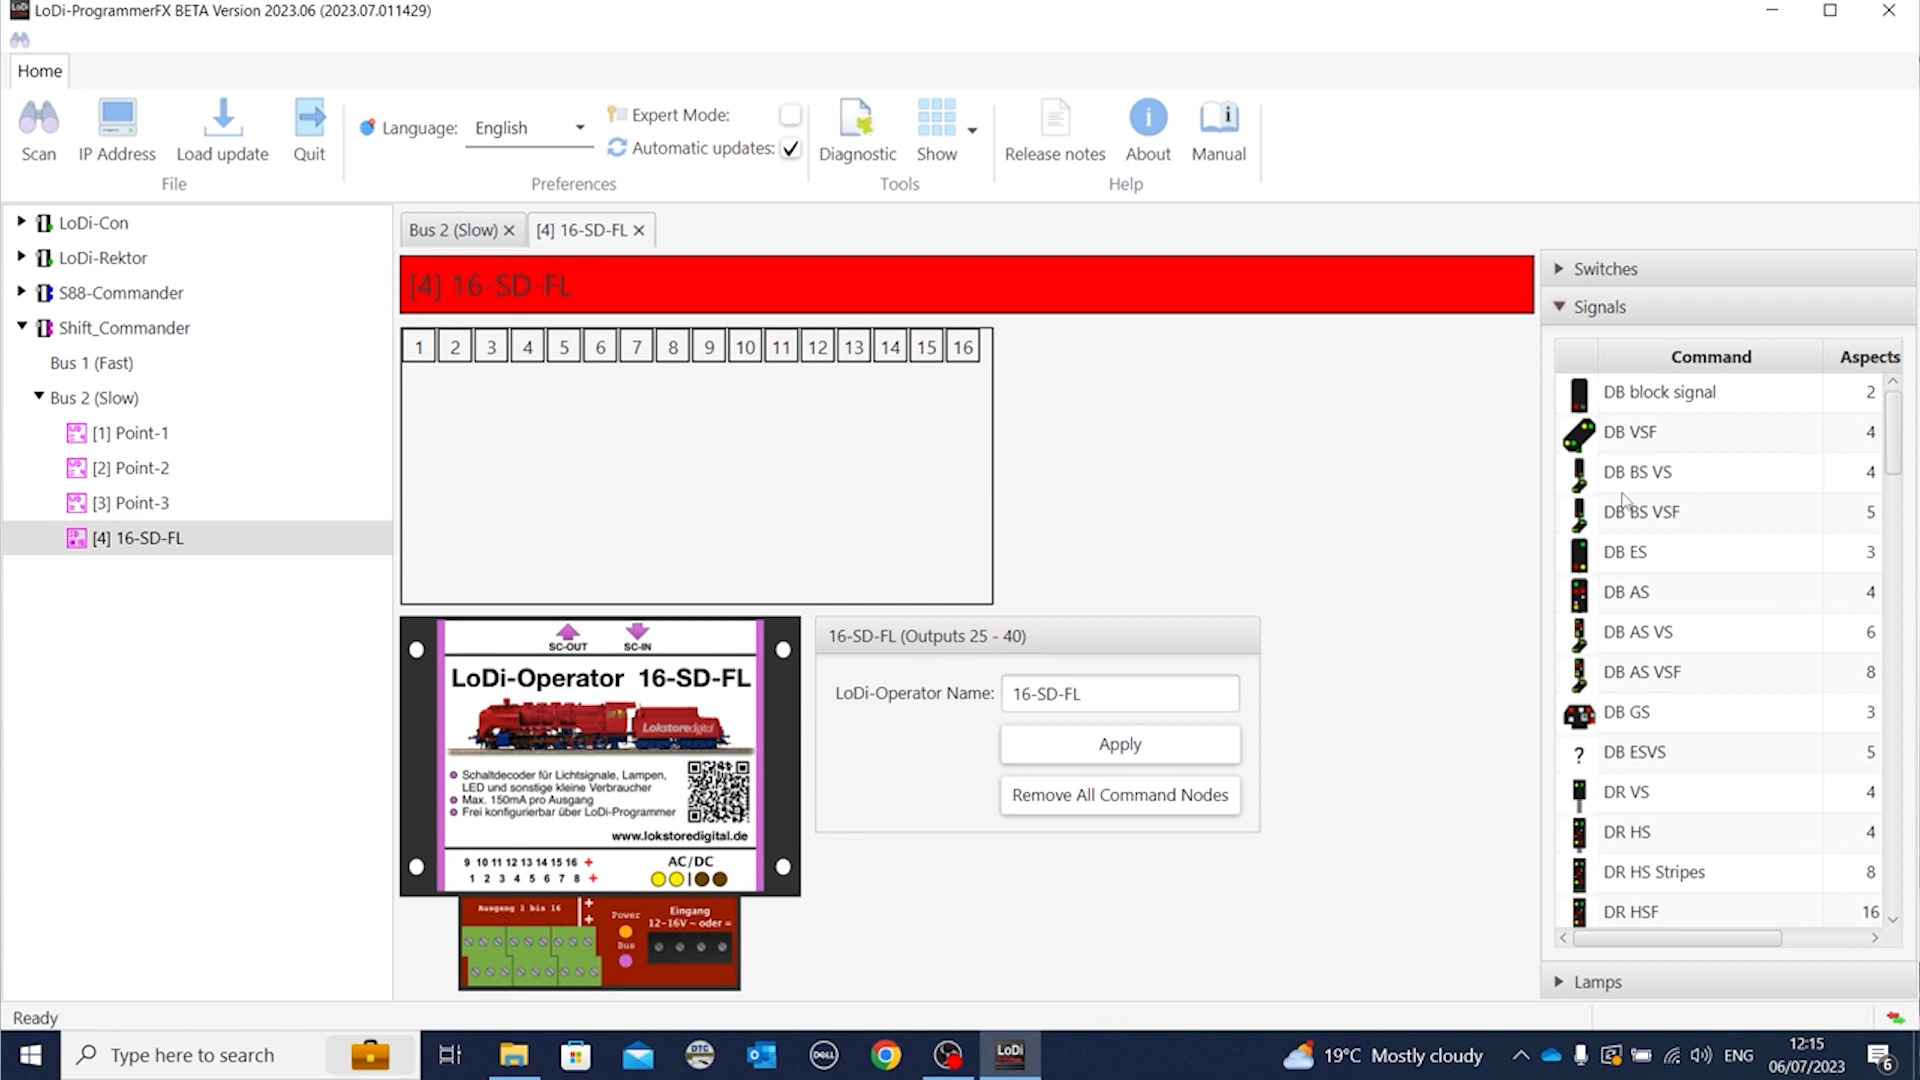 LoDi-ProgrammerFX BETA Version 2023.06 (2023.07.011429)
Home
Scan
IP Address
Load update
Quit
File
Language: English
Expert Mode:
Automatic updates:
Preferences
Diagnostic
Show
Tools
Release notes
About
Manual
Help
LoDi-Con
LoDi-Rektor
S88-Commander
Shift_Commander
Bus 1 (Fast)
Bus 2 (Slow)
[1] Point-1
[2] Point-2
[3] Point-3
[4] 16-SD-FL
Bus 2 (Slow)
[4] 16-SD-FL
[4] 16-SD-FL
1 2 3 4 5 6 7 8 9 10 11 12 13 14 15 16
SC-OUT SC-IN
LoDi-Operator 16-SD-FL
Lokstoredigital
Schaltdecoder für Lichtsignale, Lampen,
LED und sonstige kleine Verbraucher
Max. 150mA pro Ausgang
Frei konfigurierbar über LoDi-Programmer
www.lokstoredigital.de
9 10 11 12 13 14 15 16 +
1 2 3 4 5 6 7 8 +
AC/DC
Ausgang 1 bis 16
+
+
Power
Bus
Eingang
12-16V ~ oder =
16-SD-FL (Outputs 25 - 40)
LoDi-Operator Name: 16-SD-FL
Apply
Remove All Command Nodes
Switches
Signals
Command Aspects
DB block signal 2
DB VSF 4
DB BS VS 4
DB BS VSF 5
DB ES 3
DB AS 4
DB AS VS 6
DB AS VSF 8
DB GS 3
? DB ESVS 5
DR VS 4
DR HS 4
DR HS Stripes 8
DR HSF 16
Lamps
Ready
Type here to search
OTC
DELL
LoDi
19°C Mostly cloudy
ENG
12:15
06/07/2023
6